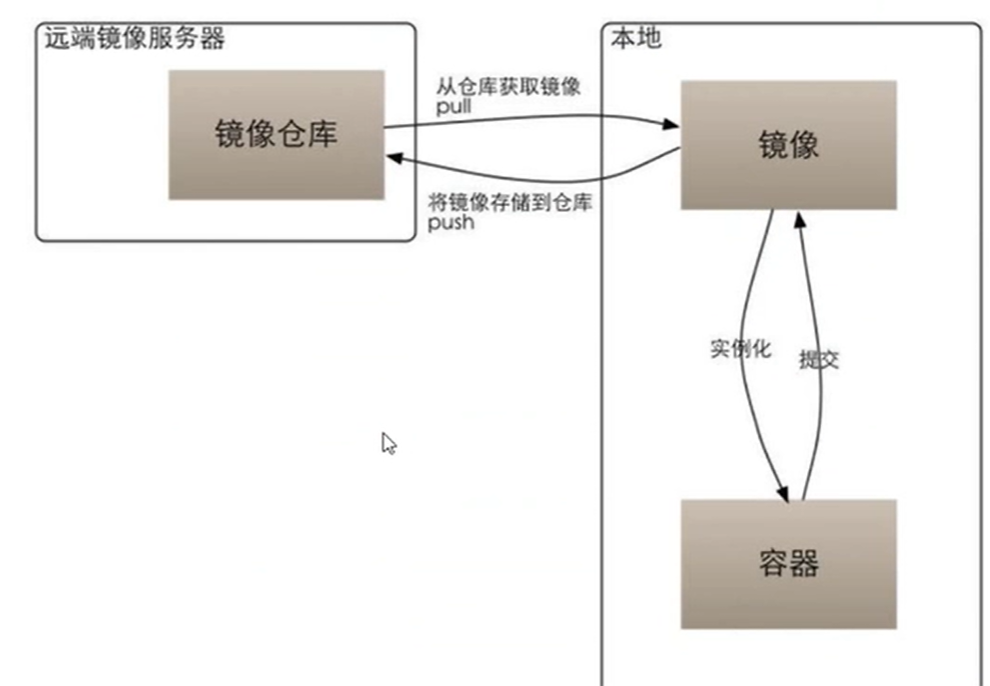 远端镜像服务器
镜像仓库
从仓库获取镜像
pull
将镜像存储到仓库
push
本地
镜像
实例化
提交
容器